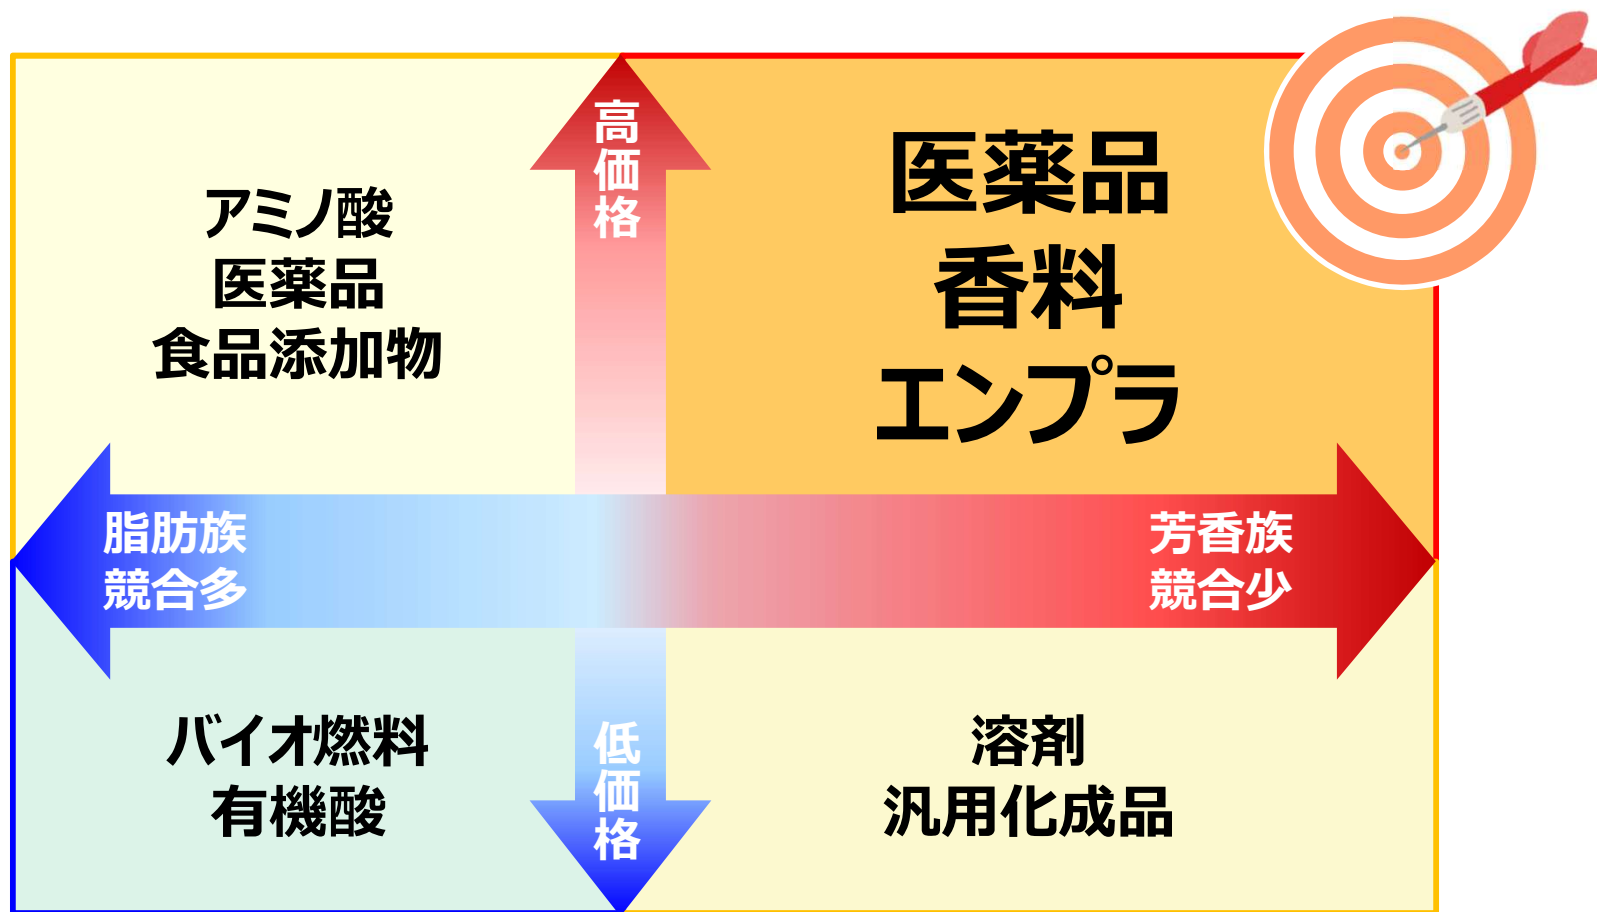 高価格
アミノ酸
医薬品
食品添加物
医薬品
香料
エンプラ
脂肪族
競合多
芳香族
競合少
バイオ燃料
有機酸
低価格
溶剤
汎用化成品